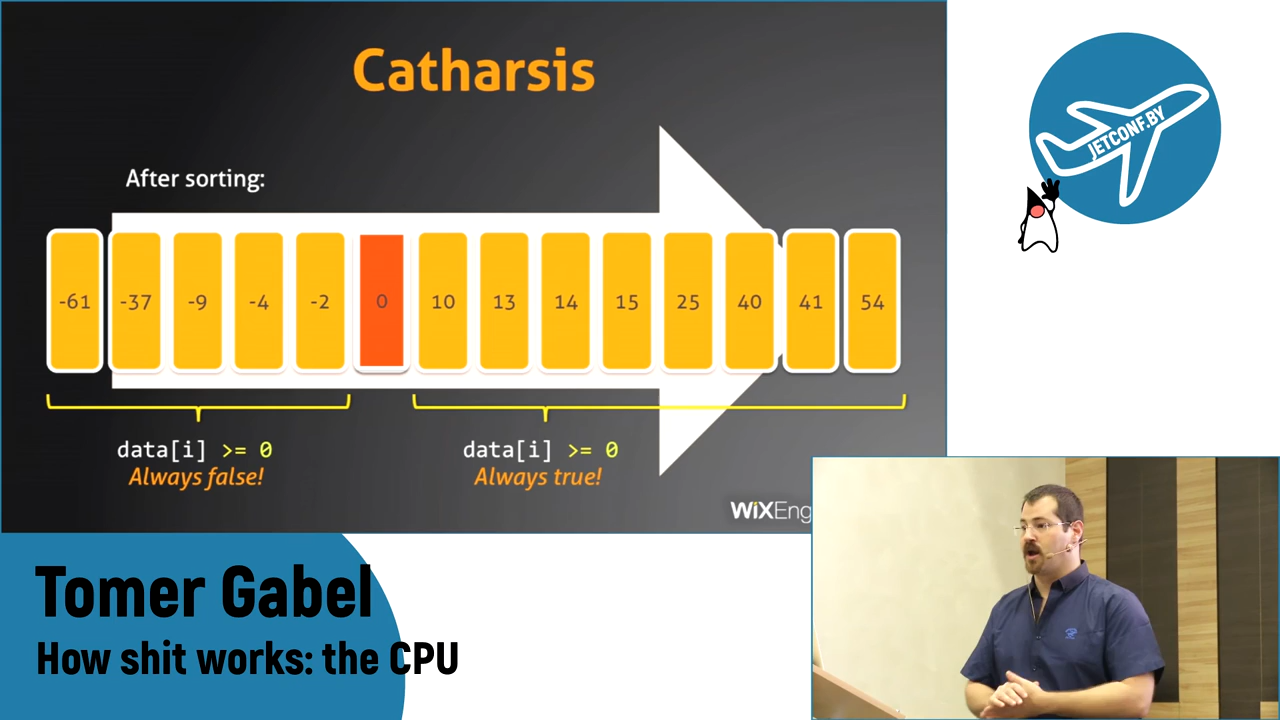 Catharsis
After sorting:
-61 -37 -9 -4 -2 0 10 13 14 15 25 40 41 54
data[i] >= 0 data[i] >= 0
Always false! Always true!
WiXEng
JETCONF.BY
Tomer Gabel
How shit works: the CPU